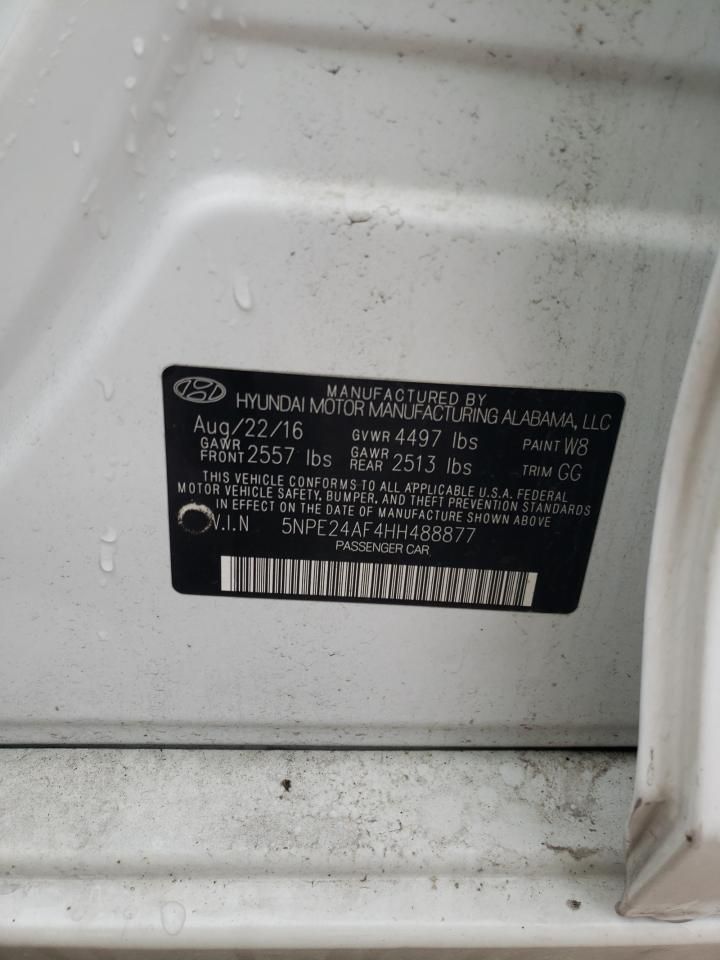 MANUFACTURED BY
HYUNDAI MOTOR MANUFACTURING ALABAMA, LLC
Aug/22/16 GVWR 4497 lbs PAINT W8
GAWR FRONT 2557 lbs GAWR REAR 2513 lbs TRIM GG
THIS VEHICLE CONFORMS TO ALL APPLICABLE U.S.A. FEDERAL
MOTOR VEHICLE SAFETY, BUMPER, AND THEFT PREVENTION STANDARDS
IN EFFECT ON THE DATE OF MANUFACTURE SHOWN ABOVE
V.I.N 5NPE24AF4HH488877
PASSENGER CAR